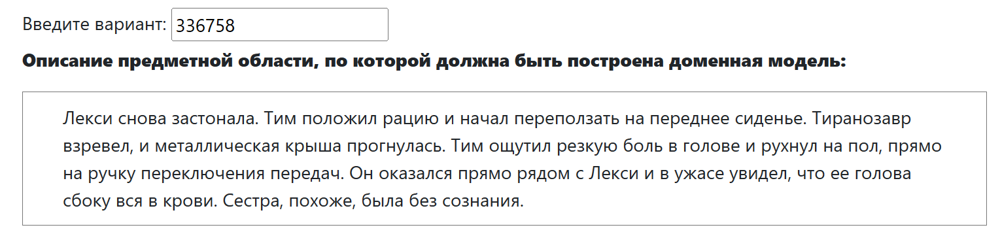 Введите вариант: 336758
Описание предметной области, по которой должна быть построена доменная модель:
Лекси снова застонала. Тим положил рацию и начал переползать на переднее сиденье. Тиранозавр
взревел, и металлическая крыша прогнулась. Тим ощутил резкую боль в голове и рухнул на пол, прямо
на ручку переключения передач. Он оказался прямо рядом с Лекси и в ужасе увидел, что ее голова
сбоку вся в крови. Сестра, похоже, была без сознания.